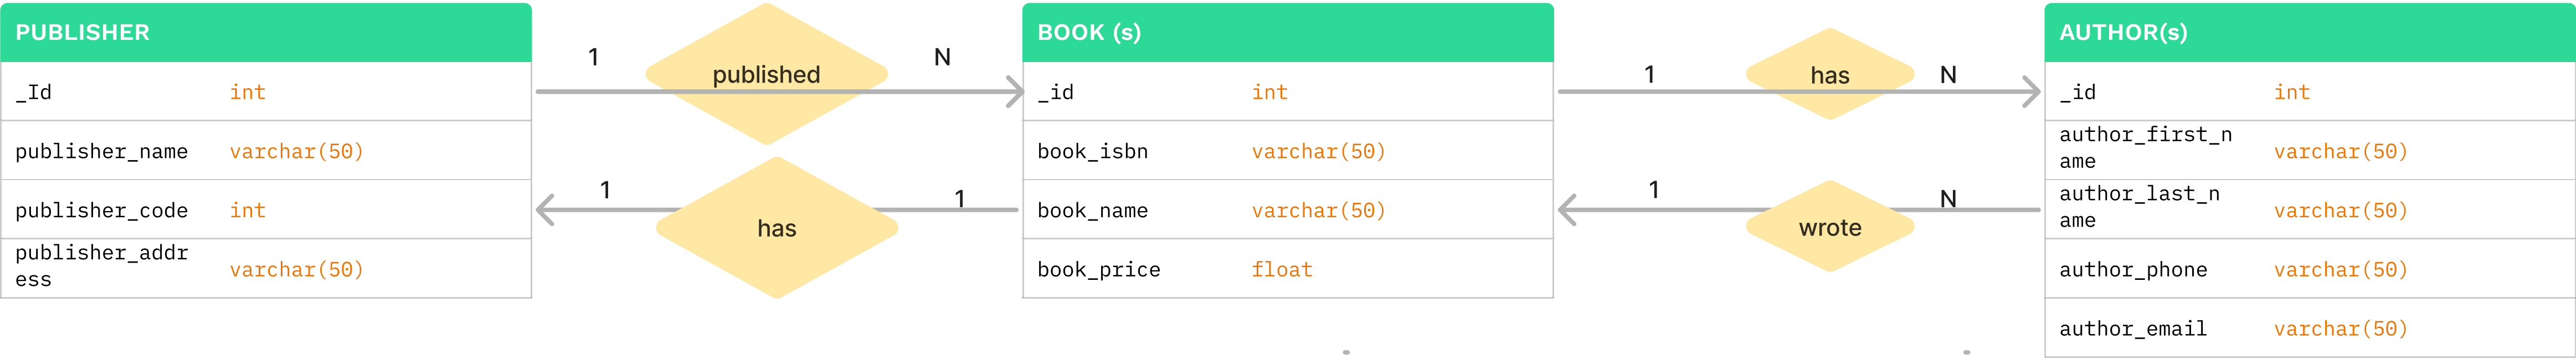 PUBLISHER
_Id int
publisher_name varchar(50)
publisher_code int
publisher_addr
ess varchar(50)
1 published N
1 has 1
BOOK (s)
_id int
book_isbn varchar(50)
book_name varchar(50)
book_price float
1 has N
1 wrote N
AUTHOR(s)
_id int
author_first_n
ame varchar(50)
author_last_n
ame varchar(50)
author_phone varchar(50)
author_email varchar(50)